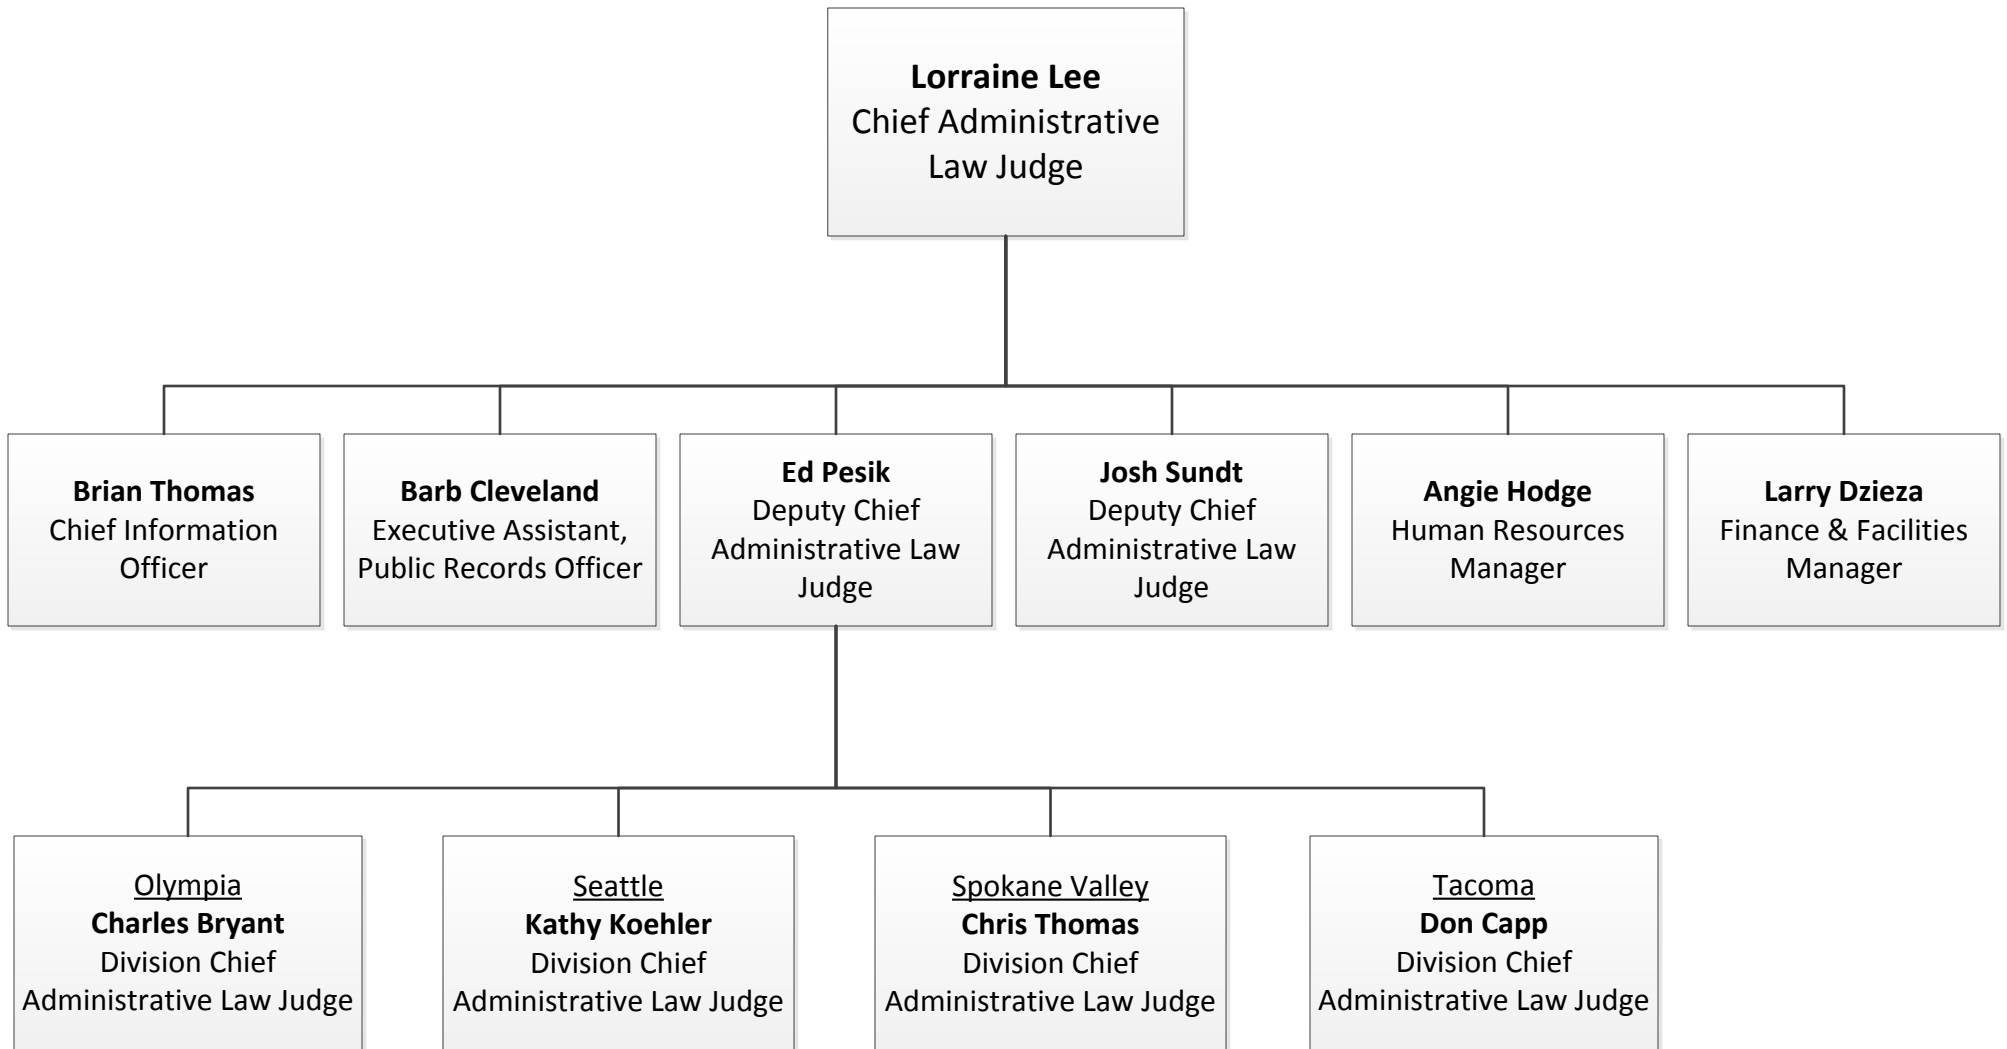 Lorraine Lee
Chief Administrative
Law Judge
Brian Thomas
Chief Information
Officer
Barb Cleveland
Executive Assistant,
Public Records Officer
Ed Pesik
Deputy Chief
Administrative Law
Judge
Josh Sundt
Deputy Chief
Administrative Law
Judge
Angie Hodge
Human Resources
Manager
Larry Dzieza
Finance & Facilities
Manager
Olympia
Charles Bryant
Division Chief
Administrative Law Judge
Seattle
Kathy Koehler
Division Chief
Administrative Law Judge
Spokane Valley
Chris Thomas
Division Chief
Administrative Law Judge
Tacoma
Don Capp
Division Chief
Administrative Law Judge